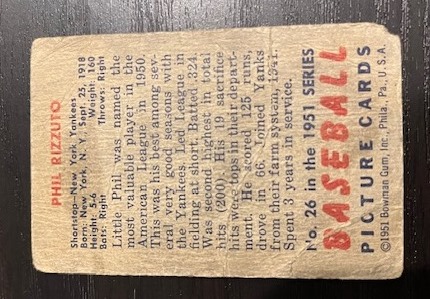 PHIL RIZZUTO
Shortstop—New York Yankees
Born: New York, N. Y., Sept. 25, 1918
Height: 5-6 Weight: 160
Bats: Right Throws: Right
Little Phil was named the
most valuable player in the
American League in 1950.
This was his best among sev-
eral very good seasons with
the Yankees. Led league in
fielding at short. Batted .324.
Was second highest in total
hits (200). His 19 sacrifice
hits were tops in their depart-
ment. He scored 125 runs,
drove in 66. Joined Yanks
from their farm system, 1941.
Spent 3 years in service.
No. 26 in the 1951 SERIES
BASEBALL
PICTURE CARDS
©1951 Bowman Gum, Inc., Phila., Pa., U. S. A.